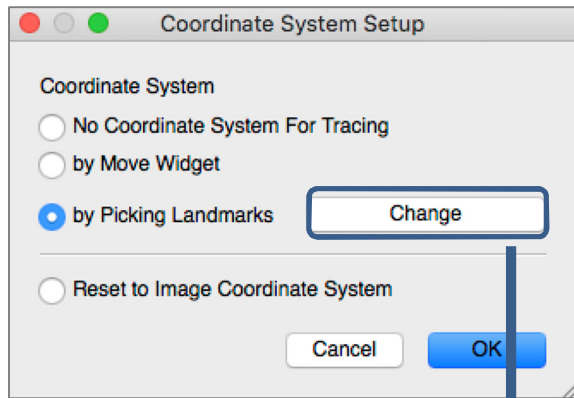 Coordinate System Setup
Coordinate System
No Coordinate System For Tracing
by Move Widget
by Picking Landmarks Change
Reset to Image Coordinate System
Cancel OK